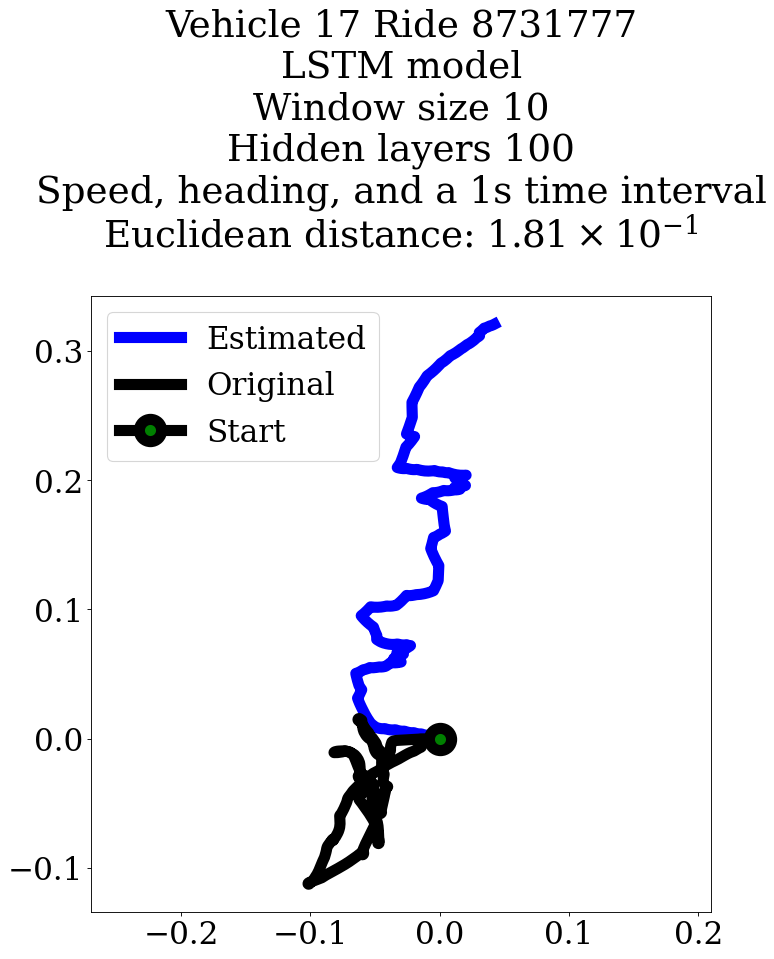 Vehicle 17 Ride 8731777
LSTM model
Window size 10
Hidden layers 100
Speed, heading, and a 1s time interval
Euclidean distance: 1.81 × 10⁻¹
Estimated
Original
Start
0.3
0.2
0.1
0.0
−0.1
−0.2 −0.1 0.0 0.1 0.2